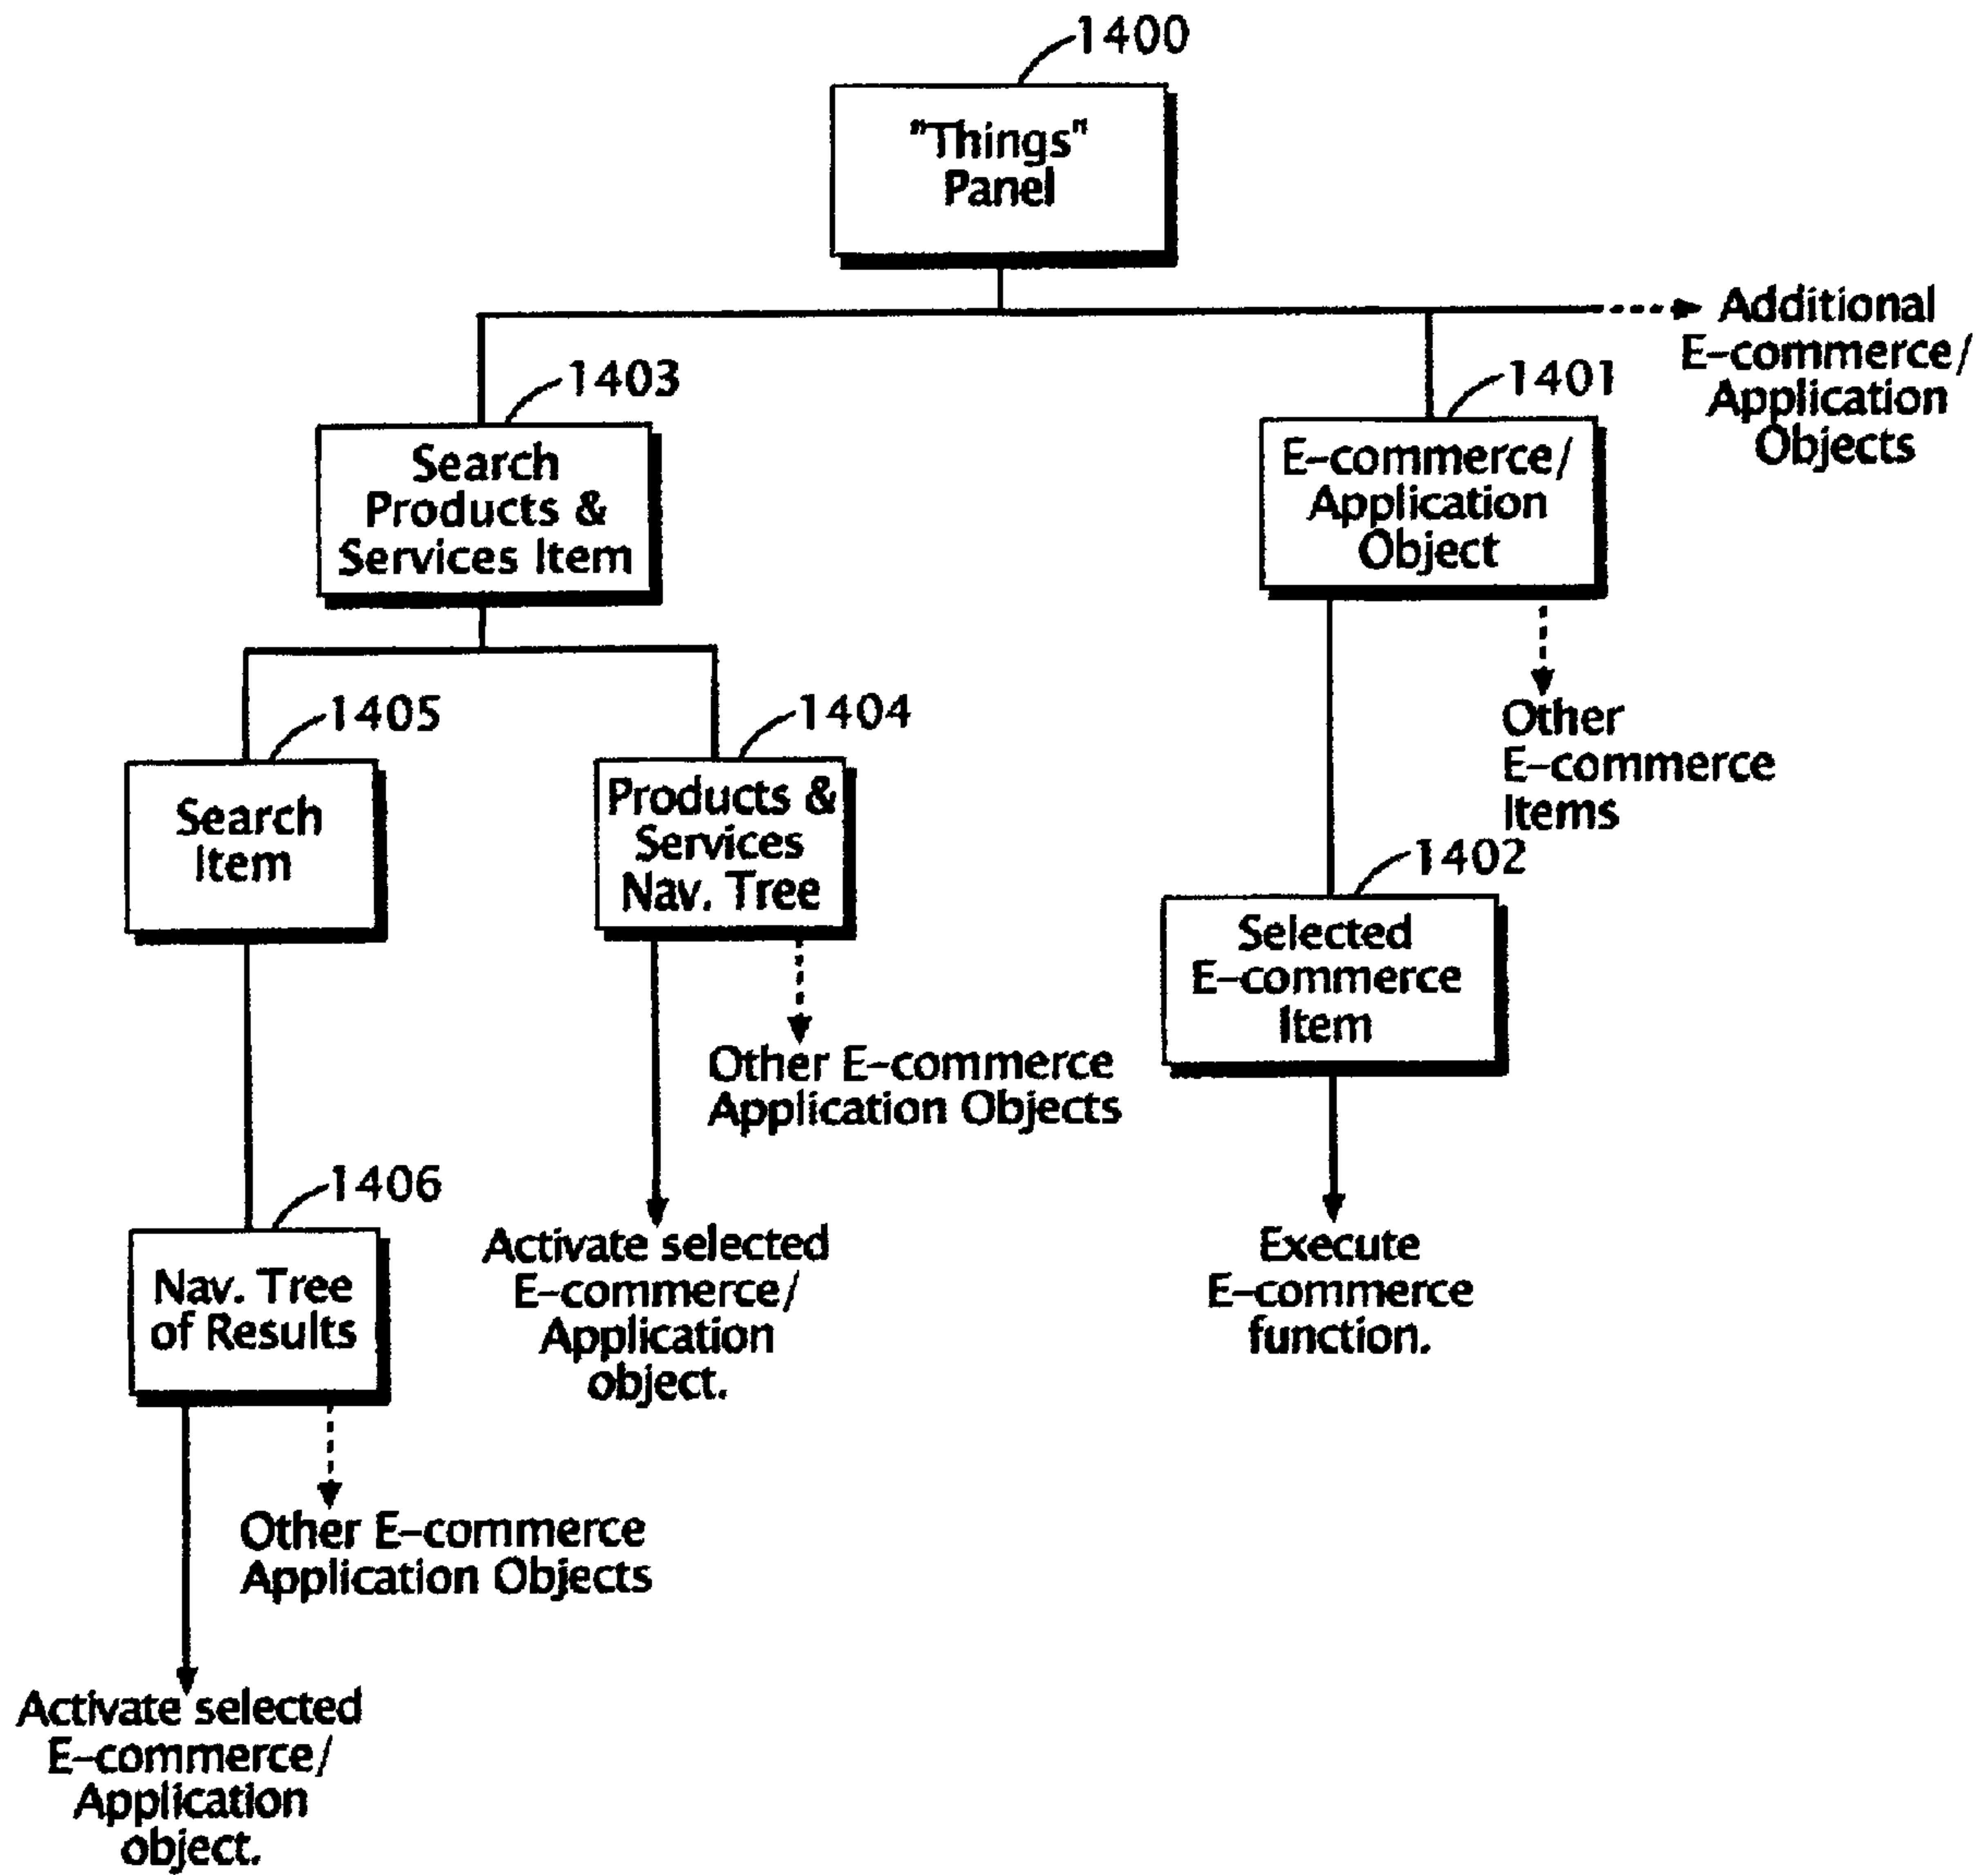 1400
"Things"
Panel
Additional
E-commerce/
Application
Objects
1403
Search
Products &
Services Item
1401
E-commerce/
Application
Object
Other
E-commerce
Items
1405
Search
Item
1404
Products &
Services
Nav. Tree
1402
Selected
E-commerce
Item
Other E-commerce
Application Objects
1406
Nav. Tree
of Results
Activate selected
E-commerce/
Application
object.
Execute
E-commerce
function.
Other E-commerce
Application Objects
Activate selected
E-commerce/
Application
object.